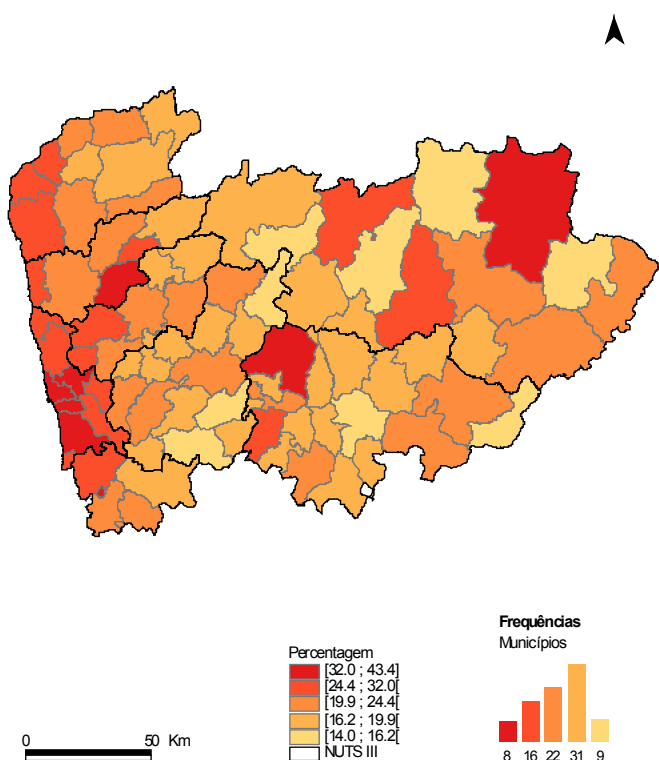 Frequências
Municípios
Percentagem
[32.0 ; 43.4]
[24.4 ; 32.0[
[19.9 ; 24.4[
[16.2 ; 19.9[
[14.0 ; 16.2[
NUTS III
0 50 Km
8 16 22 31 9